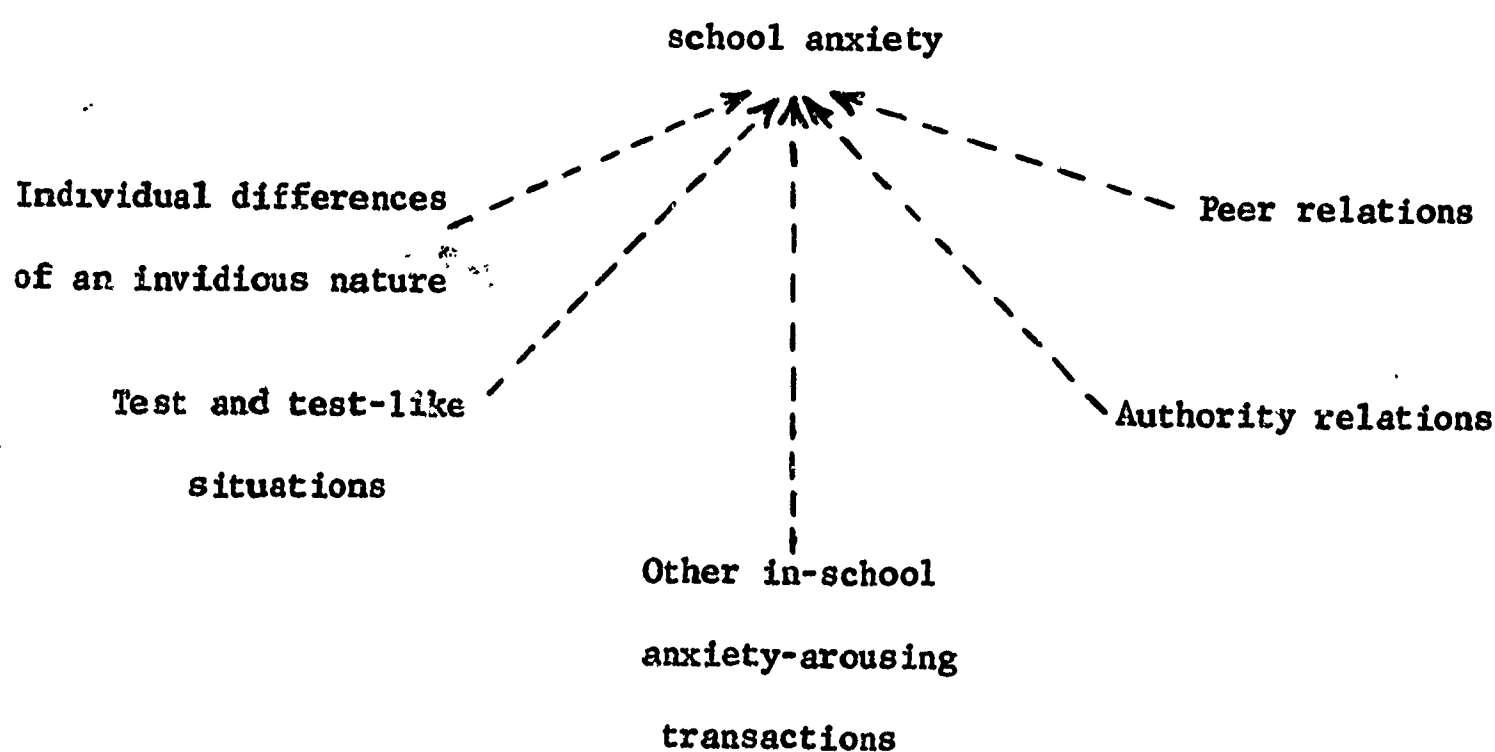 school anxiety
Individual differences
of an invidious nature
Peer relations
Test and test-like
situations
Authority relations
Other in-school
anxiety-arousing
transactions